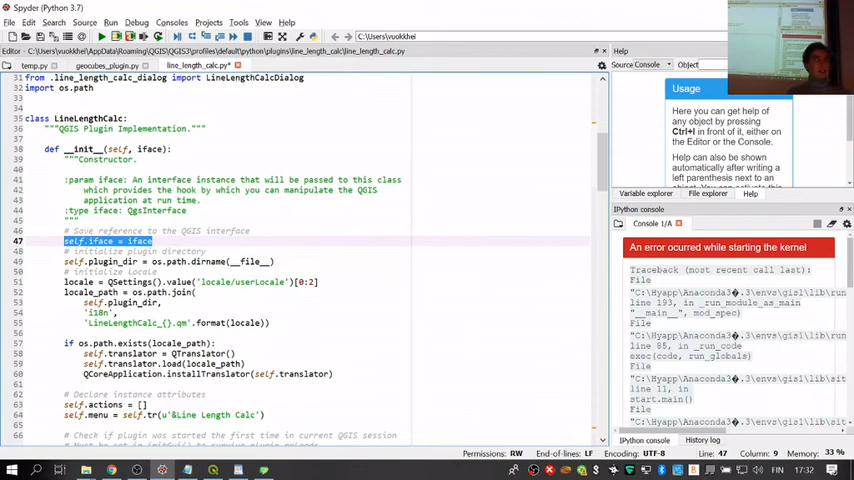 Spyder (Python 3.7)
File Edit Search Source Run Debug Consoles Projects Tools View Help
C:\Users\vuokkhei
Editor - C:\Users\vuokkhei\AppData\Roaming\QGIS\QGIS3\profiles\default\python\plugins\line_length_calc\line_length_calc.py
temp.py geocubes_plugin.py line_length_calc.py*
31 from .line_length_calc_dialog import LineLengthCalcDialog
32 import os.path
33
34
35 class LineLengthCalc:
36 """QGIS Plugin Implementation."""
37
38 def __init__(self, iface):
39 """Constructor.
40
41 :param iface: An interface instance that will be passed to this class
42 which provides the hook by which you can manipulate the QGIS
43 application at run time.
44 :type iface: QgsInterface
45 """
46 # Save reference to the QGIS interface
47 self.iface = iface
48 # initialize plugin directory
49 self.plugin_dir = os.path.dirname(__file__)
50 # initialize locale
51 locale = QSettings().value('locale/userLocale')[0:2]
52 locale_path = os.path.join(
53 self.plugin_dir,
54 'i18n',
55 'LineLengthCalc_{}.qm'.format(locale))
56
57 if os.path.exists(locale_path):
58 self.translator = QTranslator()
59 self.translator.load(locale_path)
60 QCoreApplication.installTranslator(self.translator)
61
62 # Declare instance attributes
63 self.actions = []
64 self.menu = self.tr(u'&Line Length Calc')
65
66 # Check if plugin was started the first time in current QGIS session
Help
Source Console Object
Usage
Here you can get help of
any object by pressing
Ctrl+I in front of it, either on
the Editor or the Console.
Help can also be shown
automatically after writing a
left parenthesis next to an
Variable explorer File explorer Help
IPython console
Console 1/A
An error ocurred while starting the kernel
Traceback (most recent call last):
File
"C:\Hyapp\Anaconda3�.3\envs\gis1\lib\run
line 193, in _run_module_as_main
"__main__", mod_spec)
File
"C:\Hyapp\Anaconda3�.3\envs\gis1\lib\run
line 85, in _run_code
exec(code, run_globals)
File
"C:\Hyapp\Anaconda3�.3\envs\gis1\lib\sit
line 11, in
start.main()
File
"C:\Hyapp\Anaconda3�.3\envs\gis1\lib\sit
IPython console History log
Permissions: RW End-of-lines: LF Encoding: UTF-8 Line: 47 Column: 9 Memory: 33 %
FIN 17:32